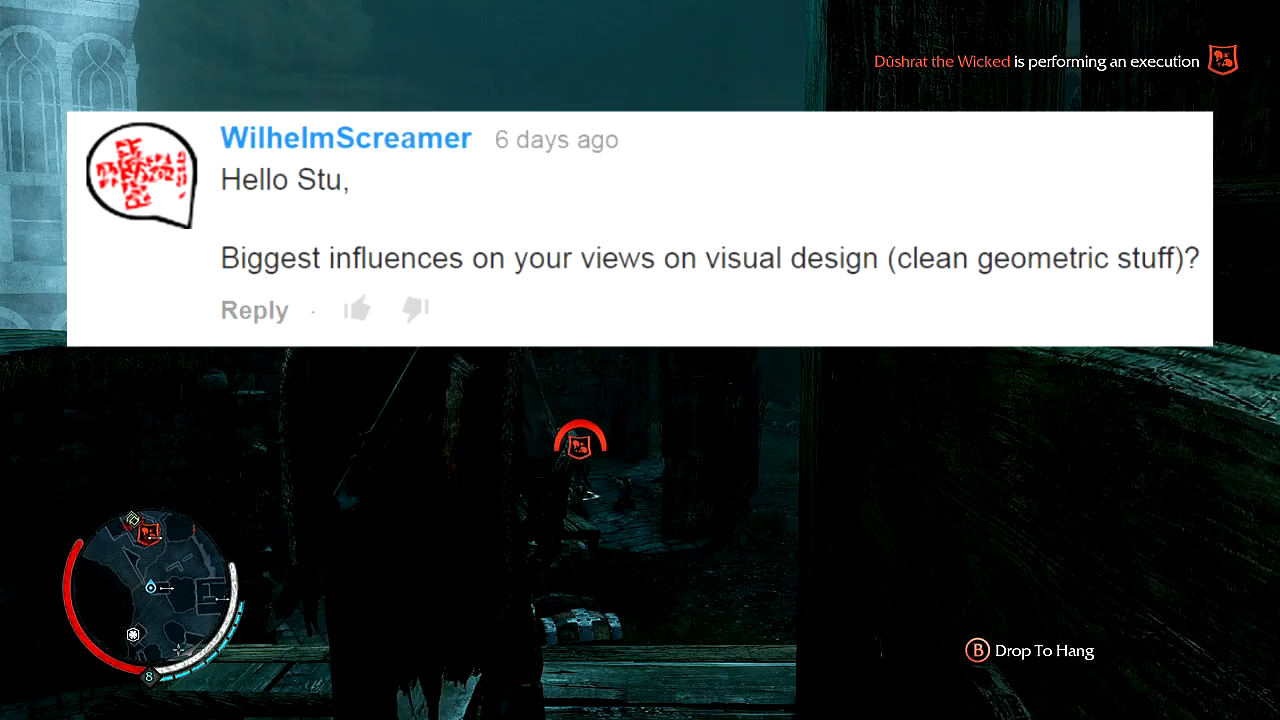 Dûshrat the Wicked is performing an execution
WilhelmScreamer 6 days ago
Hello Stu,
Biggest influences on your views on visual design (clean geometric stuff)?
Reply ·
8
B Drop To Hang